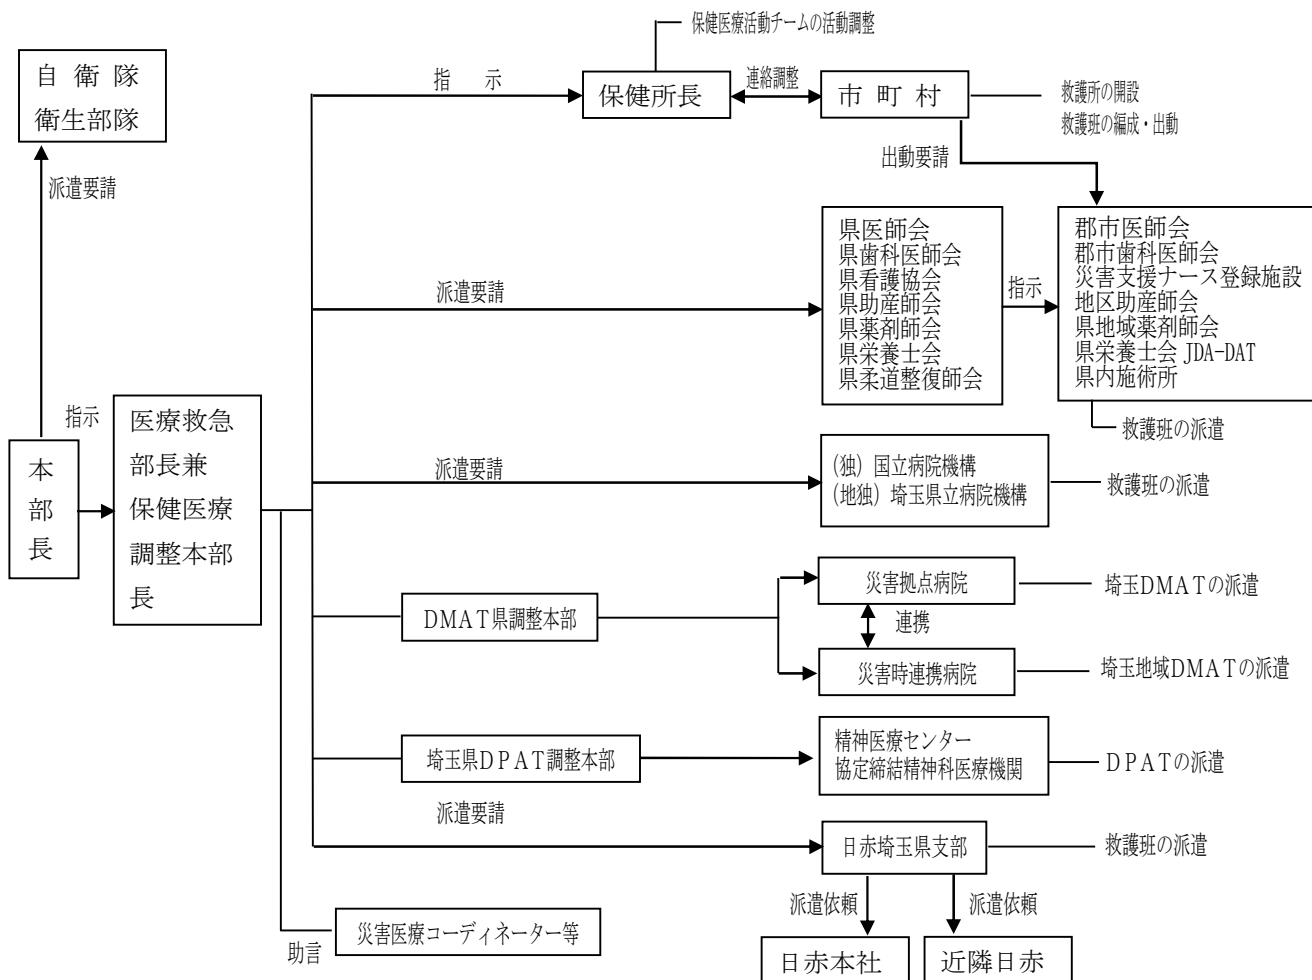 保健医療活動チームの活動調整
自 衛 隊
衛生部隊
派遣要請
指　示
保健所長
連絡調整
市 町 村
救護所の開設
救護班の編成・出動
出動要請
派遣要請
県医師会
県歯科医師会
県看護協会
県助産師会
県薬剤師会
県栄養士会
県柔道整復師会
指示
郡市医師会
郡市歯科医師会
災害支援ナース登録施設
地区助産師会
県地域薬剤師会
県栄養士会 JDA-DAT
県内施術所
救護班の派遣
指示
本
部
長
医療救急
部長兼
保健医療
調整本部
長
派遣要請
(独) 国立病院機構
(地独) 埼玉県立病院機構
救護班の派遣
DMAT県調整本部
災害拠点病院
埼玉DMATの派遣
連携
災害時連携病院
埼玉地域DMATの派遣
埼玉県DPAT調整本部
精神医療センター
協定締結精神科医療機関
DPATの派遣
派遣要請
日赤埼玉県支部
救護班の派遣
派遣依頼
派遣依頼
助言
災害医療コーディネーター等
日赤本社
近隣日赤